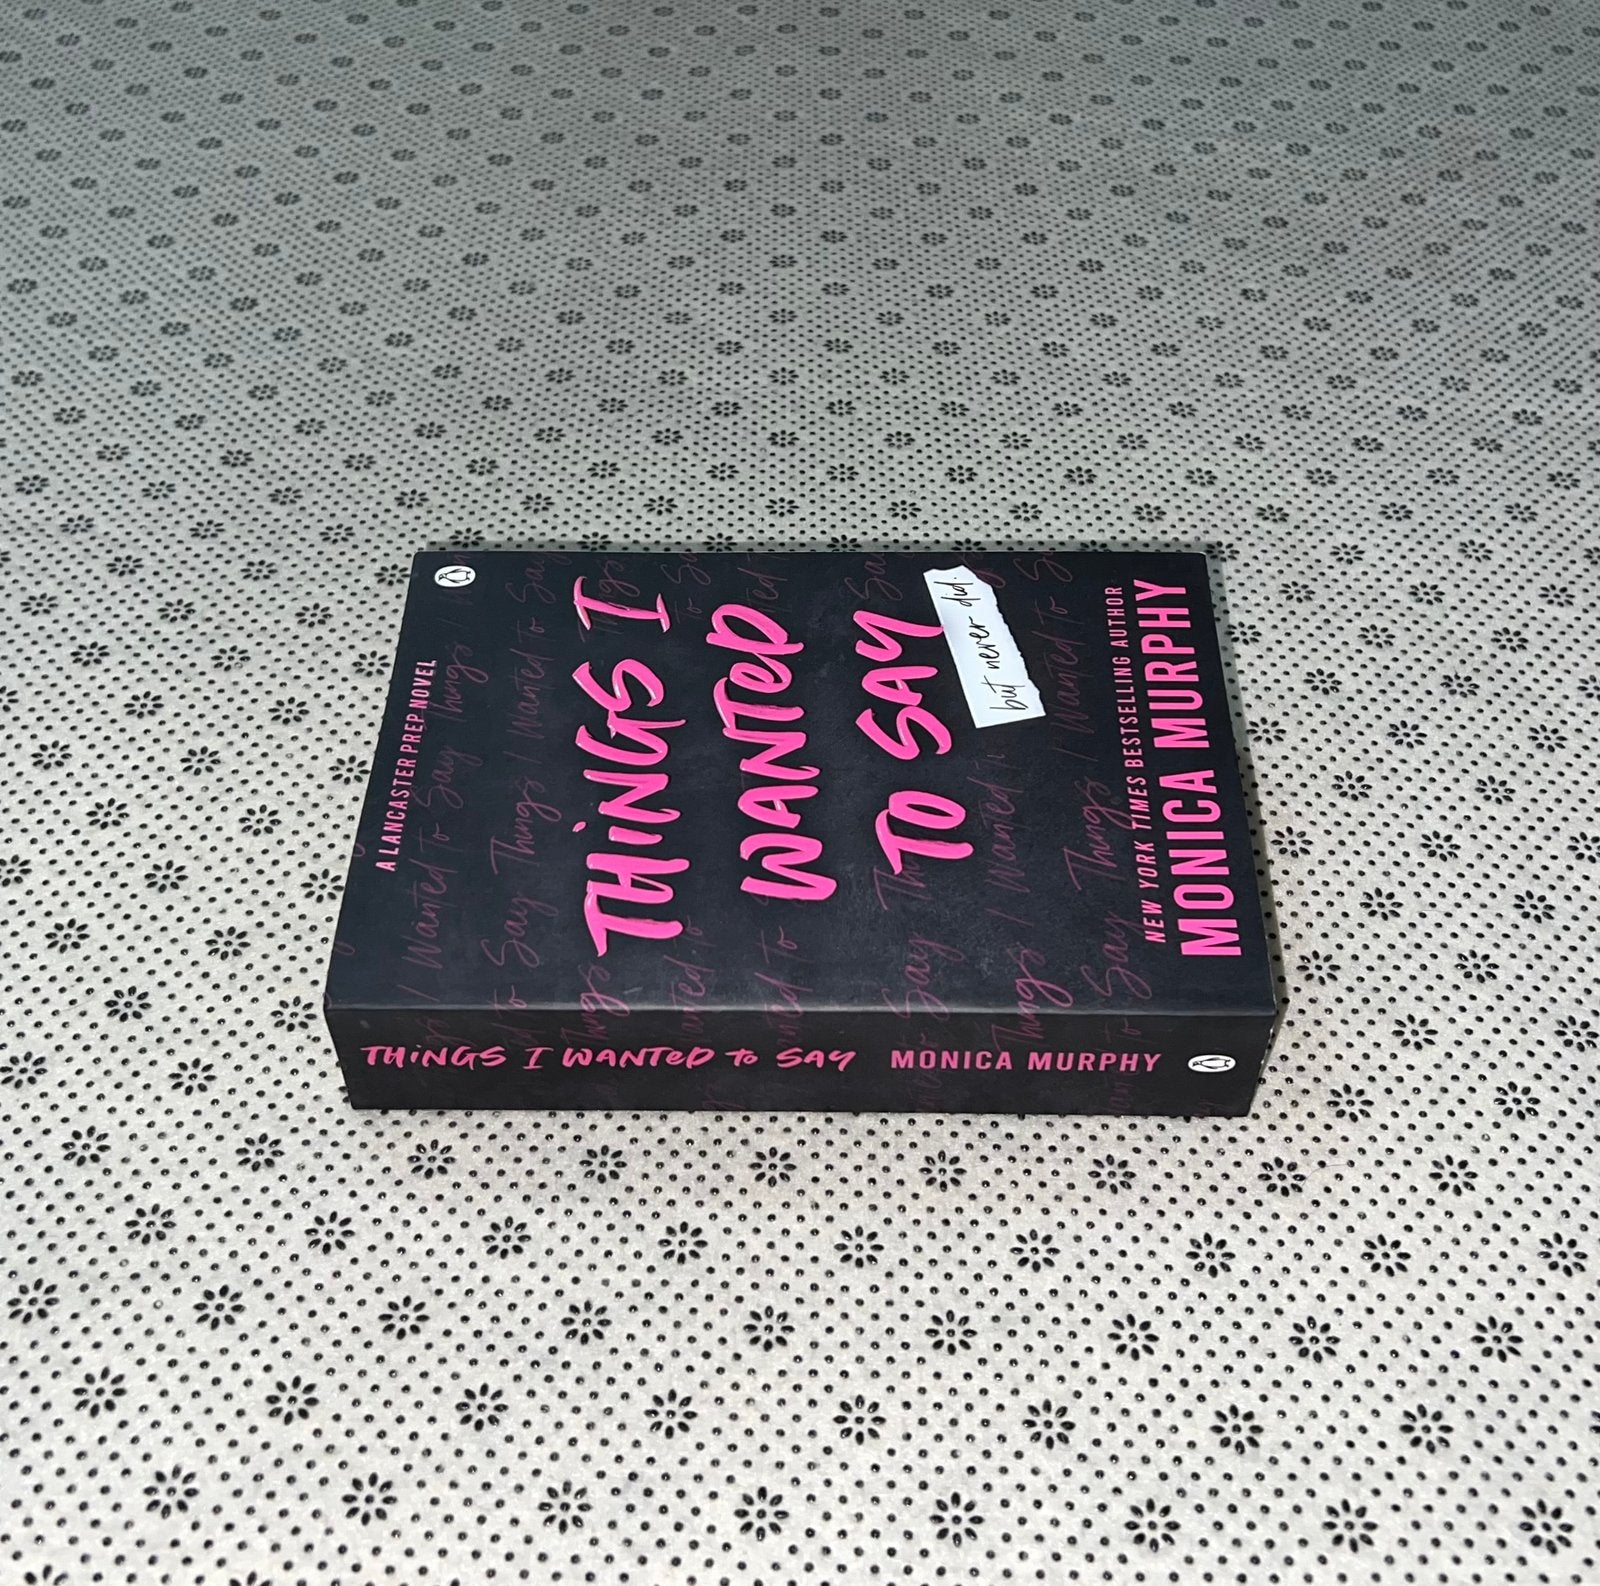 A LANCASTER PREP NOVEL
THiNGS I
WANTeD
TO SAY
but never did.
NEW YORK TIMES BESTSELLING AUTHOR
MONICA MURPHY
THiNGS I WANTeD to SAY MONICA MURPHY